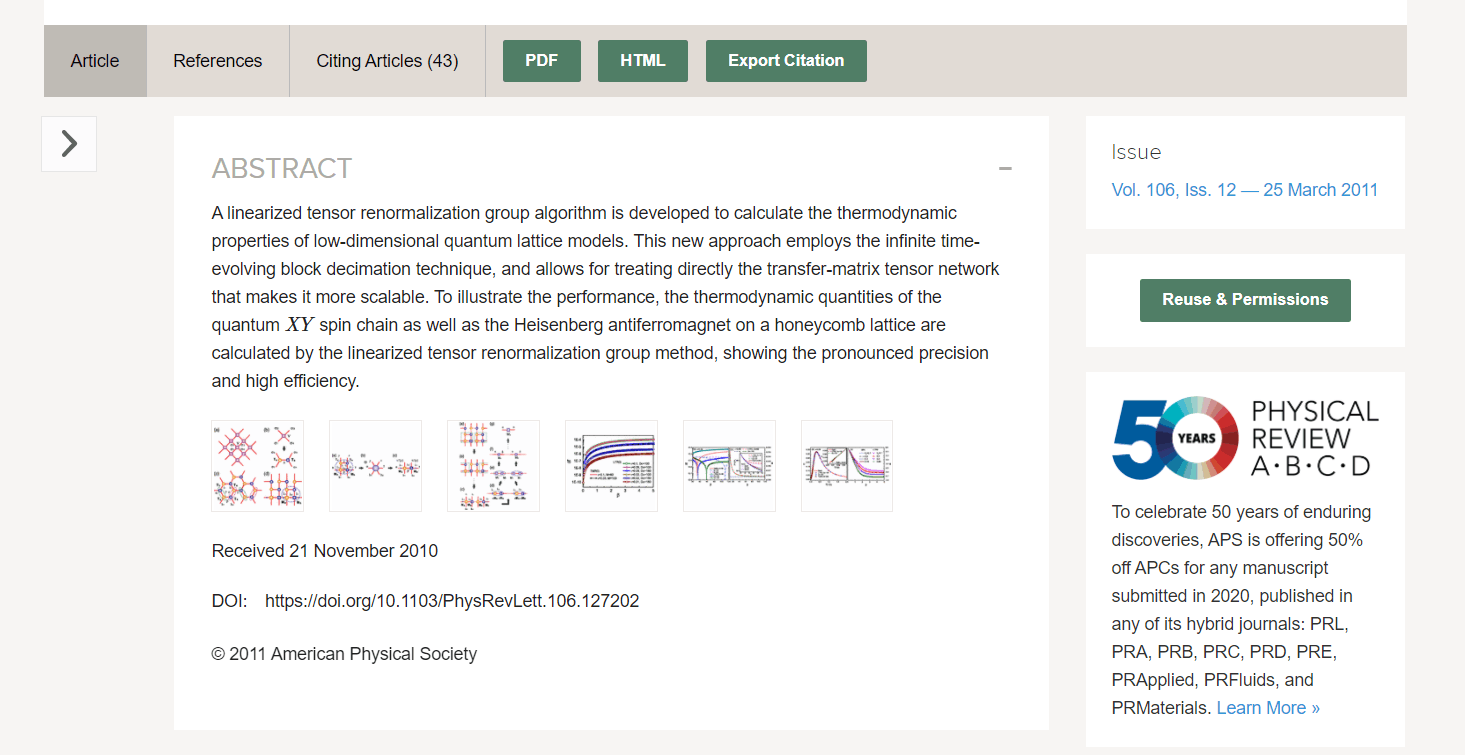 Article
References
Citing Articles (43)
PDF
HTML
Export Citation
ABSTRACT
A linearized tensor renormalization group algorithm is developed to calculate the thermodynamic
properties of low-dimensional quantum lattice models. This new approach employs the infinite time-
evolving block decimation technique, and allows for treating directly the transfer-matrix tensor network
that makes it more scalable. To illustrate the performance, the thermodynamic quantities of the
quantum XY spin chain as well as the Heisenberg antiferromagnet on a honeycomb lattice are
calculated by the linearized tensor renormalization group method, showing the pronounced precision
and high efficiency.
Received 21 November 2010
DOI: https://doi.org/10.1103/PhysRevLett.106.127202
© 2011 American Physical Society
Issue
Vol. 106, Iss. 12 — 25 March 2011
Reuse & Permissions
50 YEARS
PHYSICAL
REVIEW
A·B·C·D
To celebrate 50 years of enduring
discoveries, APS is offering 50%
off APCs for any manuscript
submitted in 2020, published in
any of its hybrid journals: PRL,
PRA, PRB, PRC, PRD, PRE,
PRApplied, PRFluids, and
PRMaterials. Learn More »